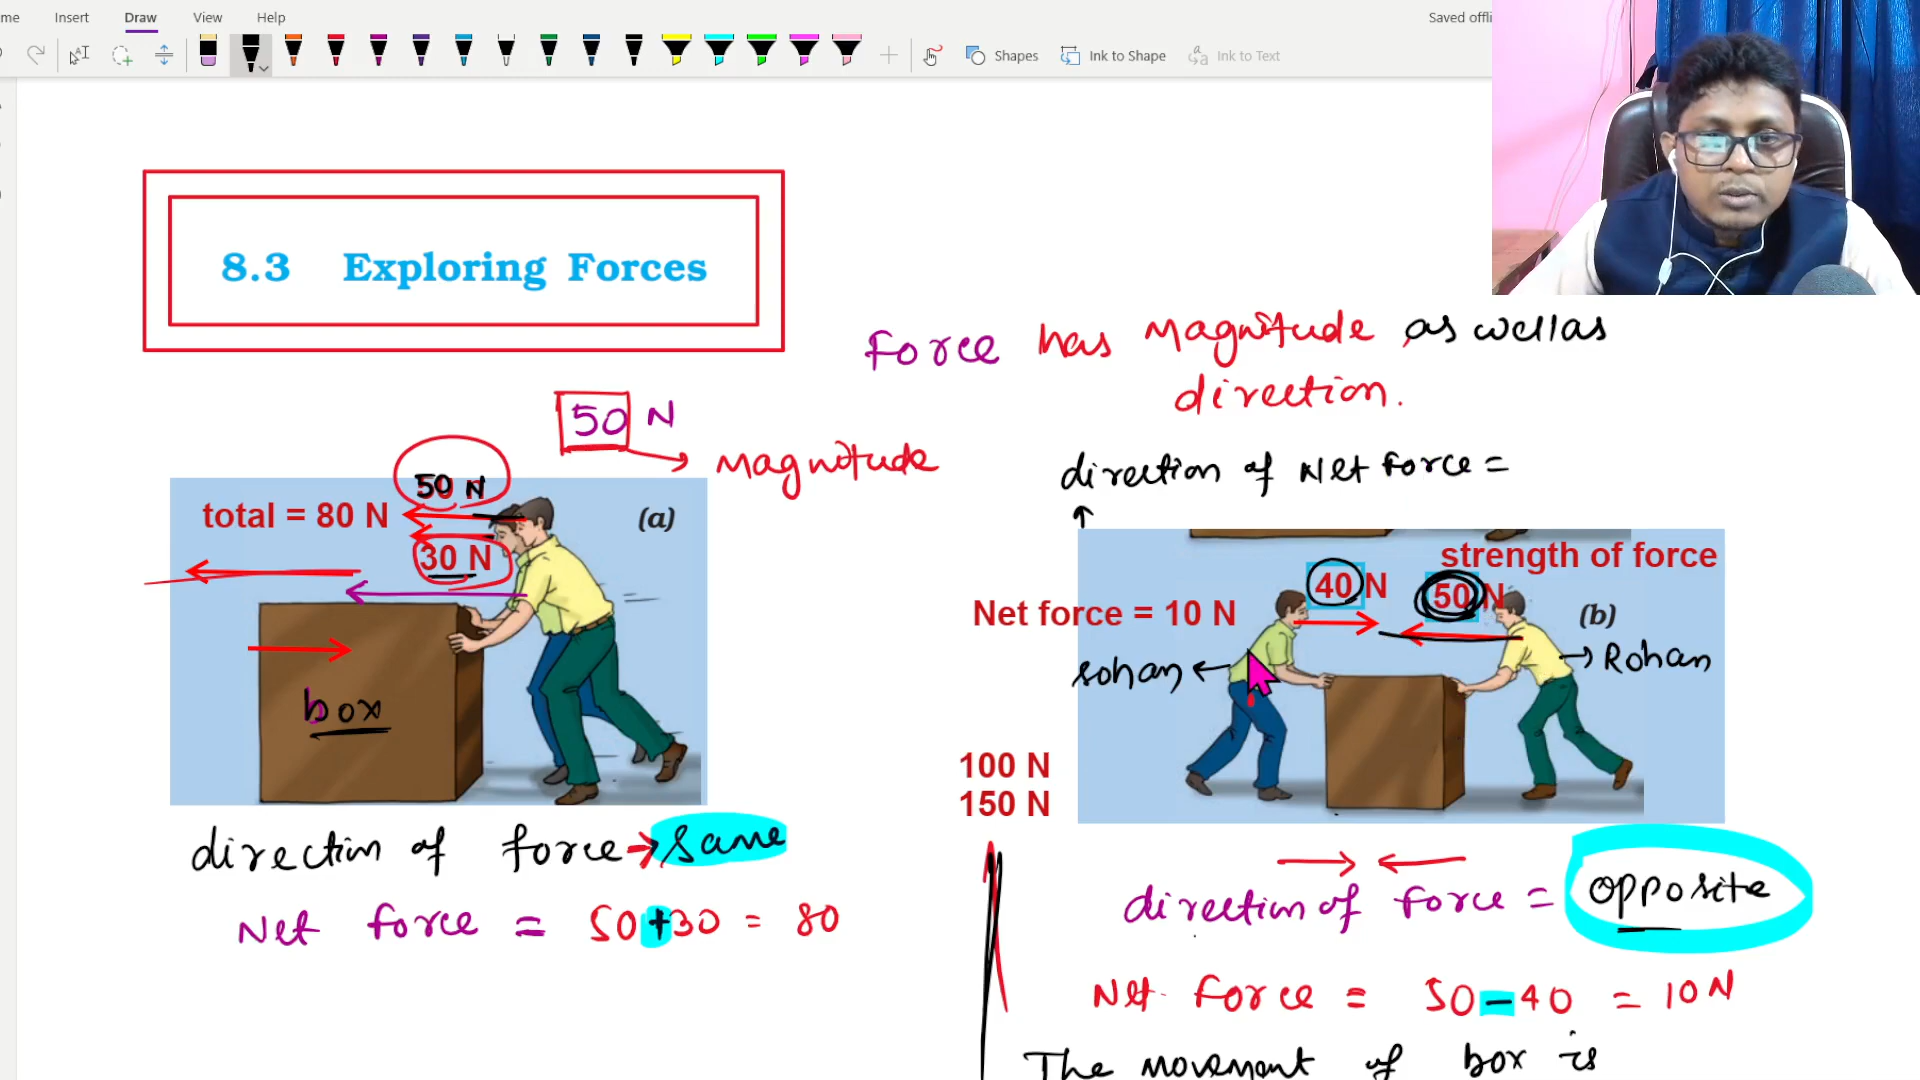 Insert Draw View Help
Saved offli
Shapes Ink to Shape Ink to Text
8.3 Exploring Forces
Force has Magnitude as well as
direction.
50 N
Magnitude
direction of Net force =
50 N
total = 80 N
(a)
30 N
box
strength of force
40 N
50 N
Net force = 10 N
(b)
sohan
Rohan
100 N
150 N
direction of force → same
Net force = 50 + 30 = 80
direction of force = opposite
Net force = 50 - 40 = 10 N
The movement of box is